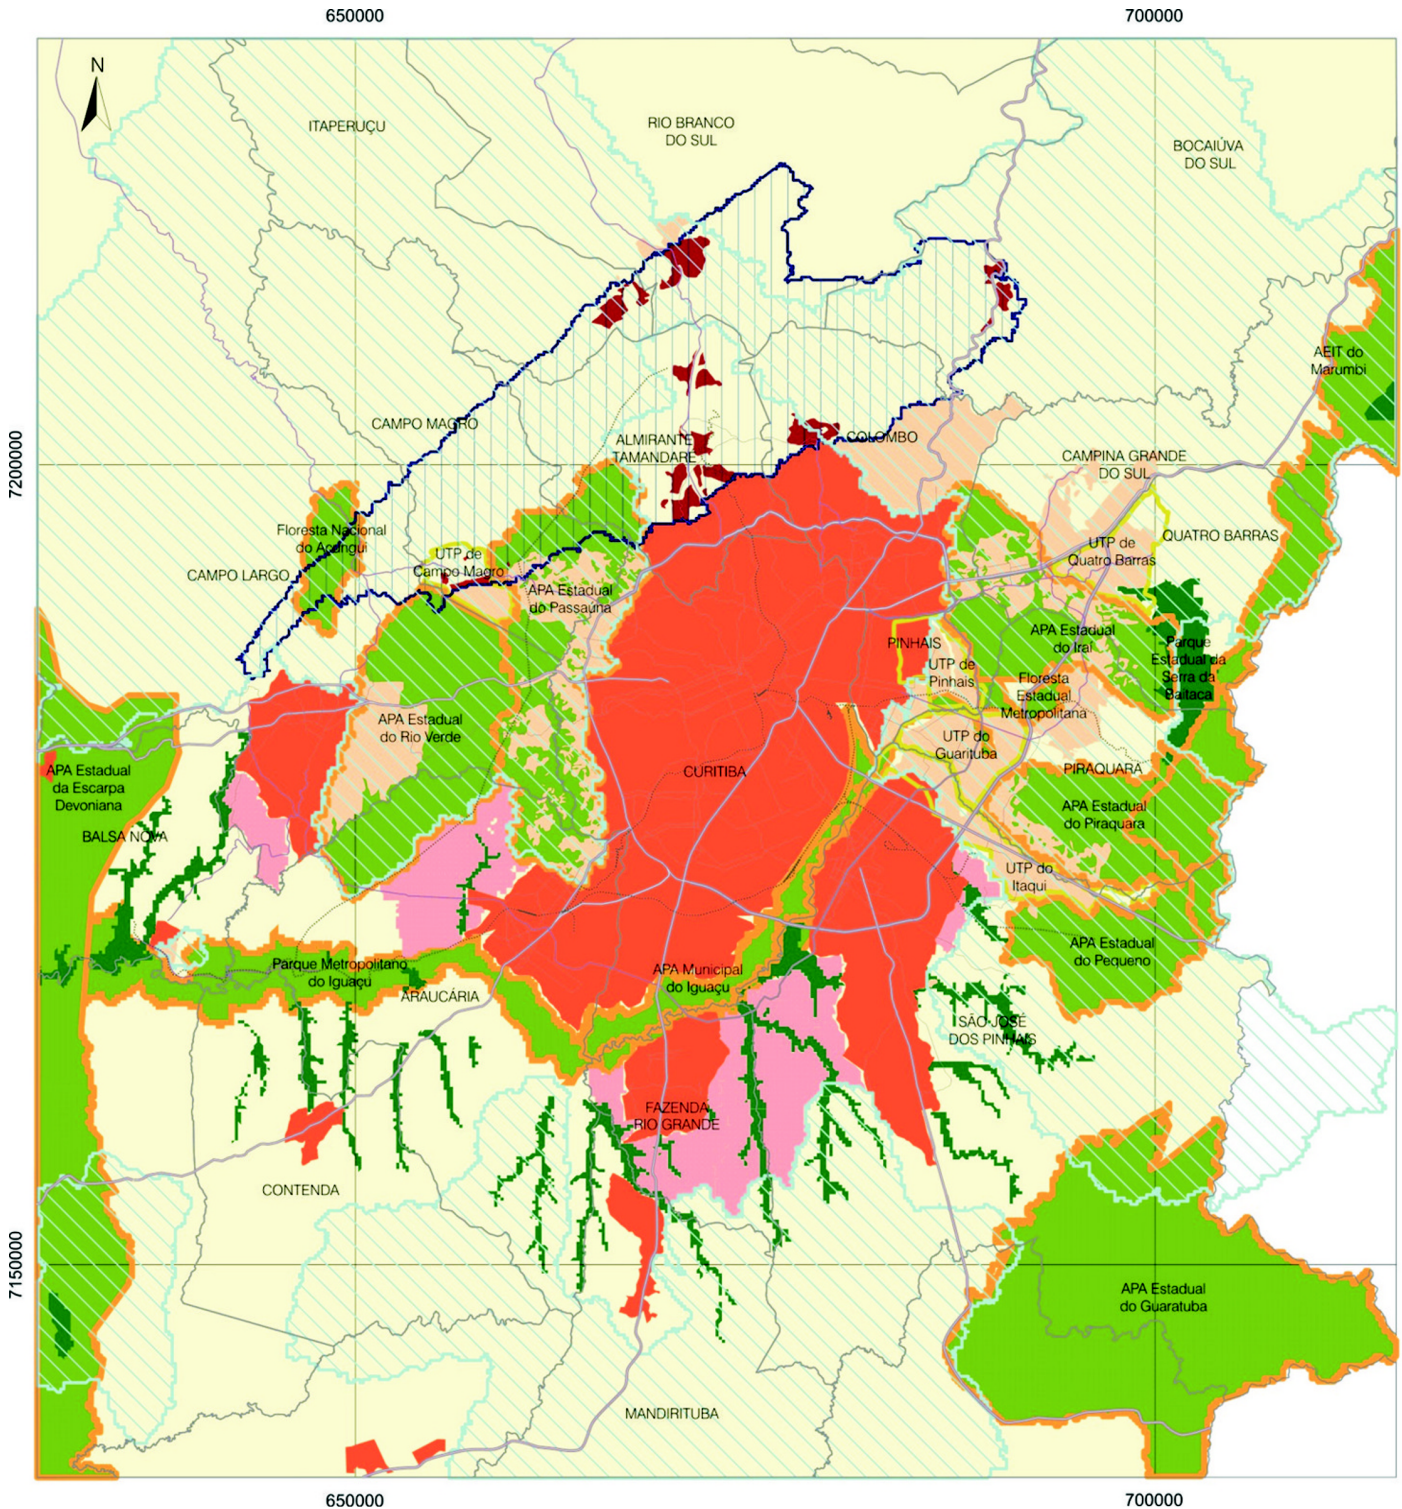 650000
700000
N
ITAPERUÇU
RIO BRANCO
DO SUL
BOCAIÚVA
DO SUL
AEIT do
Marumbi
CAMPO MAGRO
ALMIRANTE
TAMANDARÉ
COLOMBO
7200000
CAMPINA GRANDE
DO SUL
Floresta Nacional
do Açungui
QUATRO BARRAS
UTP de
Quatro Barras
UTP de
Campo Magro
CAMPO LARGO
APA Estadual
do Passaúna
PINHAIS
APA Estadual
do Iraí
Parque
Estadual da
Serra da
Baitaca
UTP de
Pinhais
Floresta
Estadual
Metropolitana
APA Estadual
do Rio Verde
UTP do
Guarituba
CURITIBA
PIRAQUARA
APA Estadual
da Escarpa
Devoniana
APA Estadual
do Piraquara
BALSA NOVA
UTP do
Itaqui
APA Estadual
do Pequeno
Parque Metropolitano
do Iguaçu
APA Municipal
do Iguaçu
ARAUCÁRIA
SÃO JOSÉ
DOS PINHAIS
FAZENDA
RIO GRANDE
CONTENDA
7150000
APA Estadual
do Guaratuba
MANDIRITUBA
650000
700000